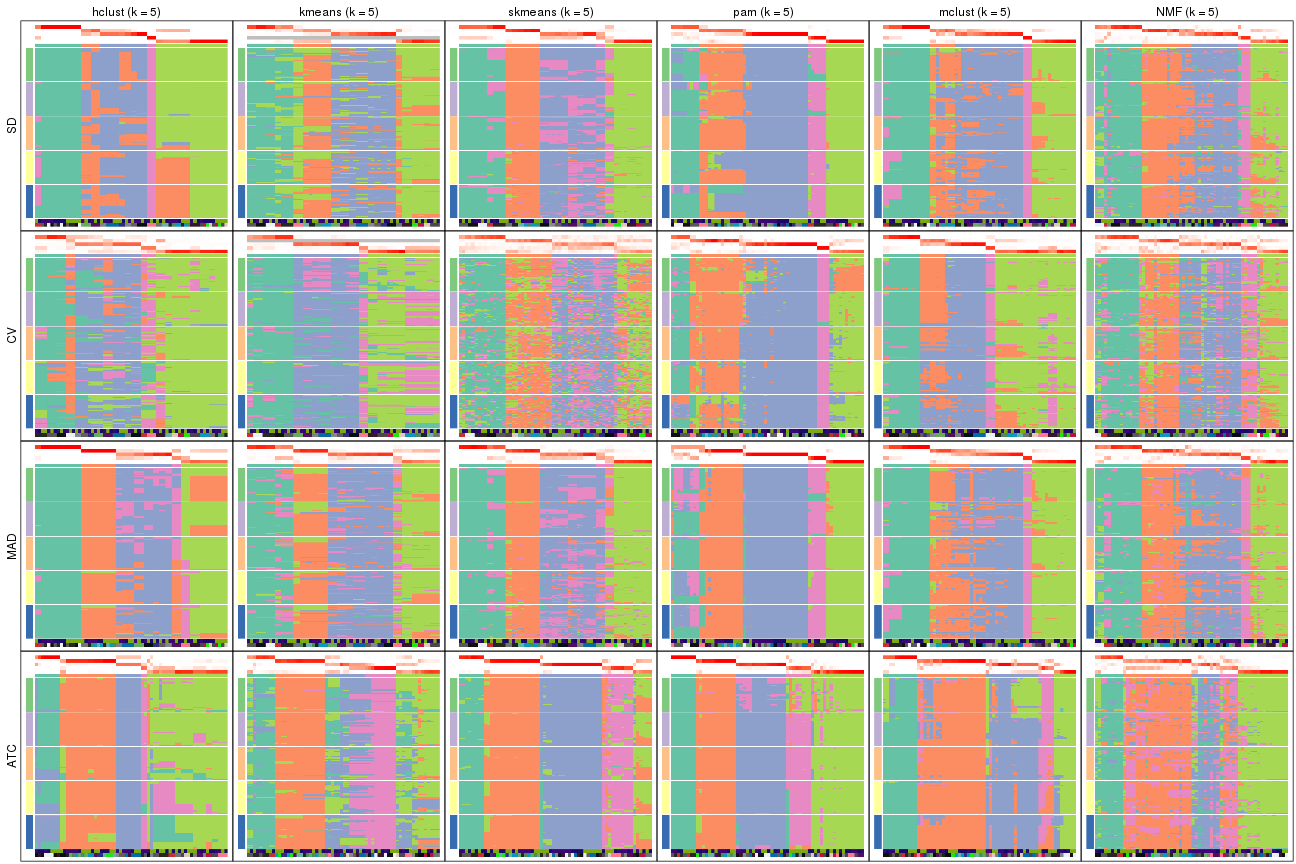 hclust (k = 5) kmeans (k = 5) skmeans (k = 5) pam (k = 5) mclust (k = 5) NMF (k = 5)
SD
CV
MAD
ATC